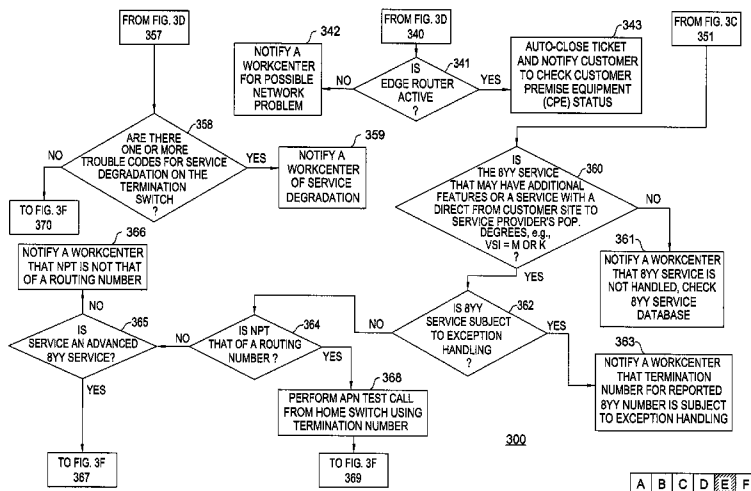 FROM FIG. 3D
357
342
NOTIFY A
WORKCENTER
FOR POSSIBLE
NETWORK
PROBLEM
FROM FIG. 3D
340
341
IS
EDGE ROUTER
ACTIVE
?
NO
YES
343
AUTO-CLOSE TICKET
AND NOTIFY CUSTOMER
TO CHECK CUSTOMER
PREMISE EQUIPMENT
(CPE) STATUS
FROM FIG. 3C
351
358
ARE THERE
ONE OR MORE
TROUBLE CODES FOR SERVICE
DEGRADATION ON THE
TERMINATION
SWITCH
?
NO
YES
359
NOTIFY A
WORKCENTER
OF SERVICE
DEGRADATION
TO FIG. 3F
370
360
IS
THE 8YY SERVICE
THAT MAY HAVE ADDITIONAL
FEATURES OR A SERVICE WITH A
DIRECT FROM CUSTOMER SITE TO
SERVICE PROVIDER'S POP.
DEGREES, e.g.,
VSI = M OR K
?
NO
YES
361
NOTIFY A WORKCENTER
THAT 8YY SERVICE IS
NOT HANDLED, CHECK
8YY SERVICE
DATABASE
366
NOTIFY A WORKCENTER
THAT NPT IS NOT THAT
OF A ROUTING NUMBER
NO
365
IS
SERVICE AN ADVANCED
8YY SERVICE?
YES
NO
364
IS NPT
THAT OF A ROUTING
NUMBER ?
YES
NO
362
IS 8YY
SERVICE SUBJECT
TO EXCEPTION
HANDLING
?
YES
363
NOTIFY A WORKCENTER
THAT TERMINATION
NUMBER FOR REPORTED
8YY NUMBER IS SUBJECT
TO EXCEPTION HANDLING
368
PERFORM APN TEST CALL
FROM HOME SWITCH USING
TERMINATION NUMBER
300
TO FIG. 3F
367
TO FIG. 3F
369
A B C D E F